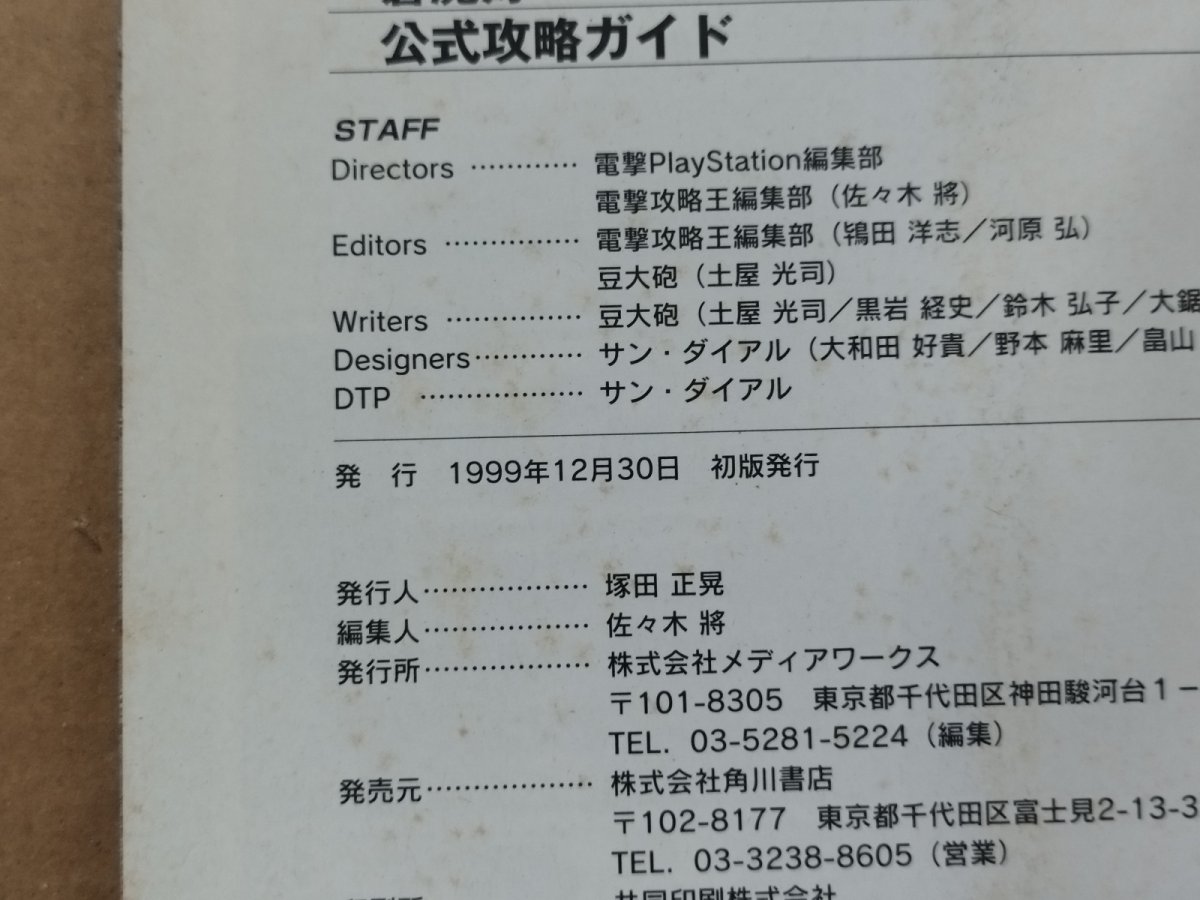 公式攻略ガイド
STAFF
Directors ………… 電撃PlayStation編集部
電撃攻略王編集部（佐々木 將）
Editors …………… 電撃攻略王編集部（鴇田 洋志／河原 弘）
豆大砲（土屋 光司）
Writers …………… 豆大砲（土屋 光司／黒岩 経史／鈴木 弘子／大鋸
Designers………… サン・ダイアル（大和田 好貴／野本 麻里／畠山
DTP ……………… サン・ダイアル
発 行 1999年12月30日 初版発行
発行人……………… 塚田 正晃
編集人……………… 佐々木 將
発行所……………… 株式会社メディアワークス
〒101-8305 東京都千代田区神田駿河台１－
TEL. 03-5281-5224（編集）
発売元……………… 株式会社角川書店
〒102-8177 東京都千代田区富士見2-13-3
TEL. 03-3238-8605（営業）
共同印刷株式会社